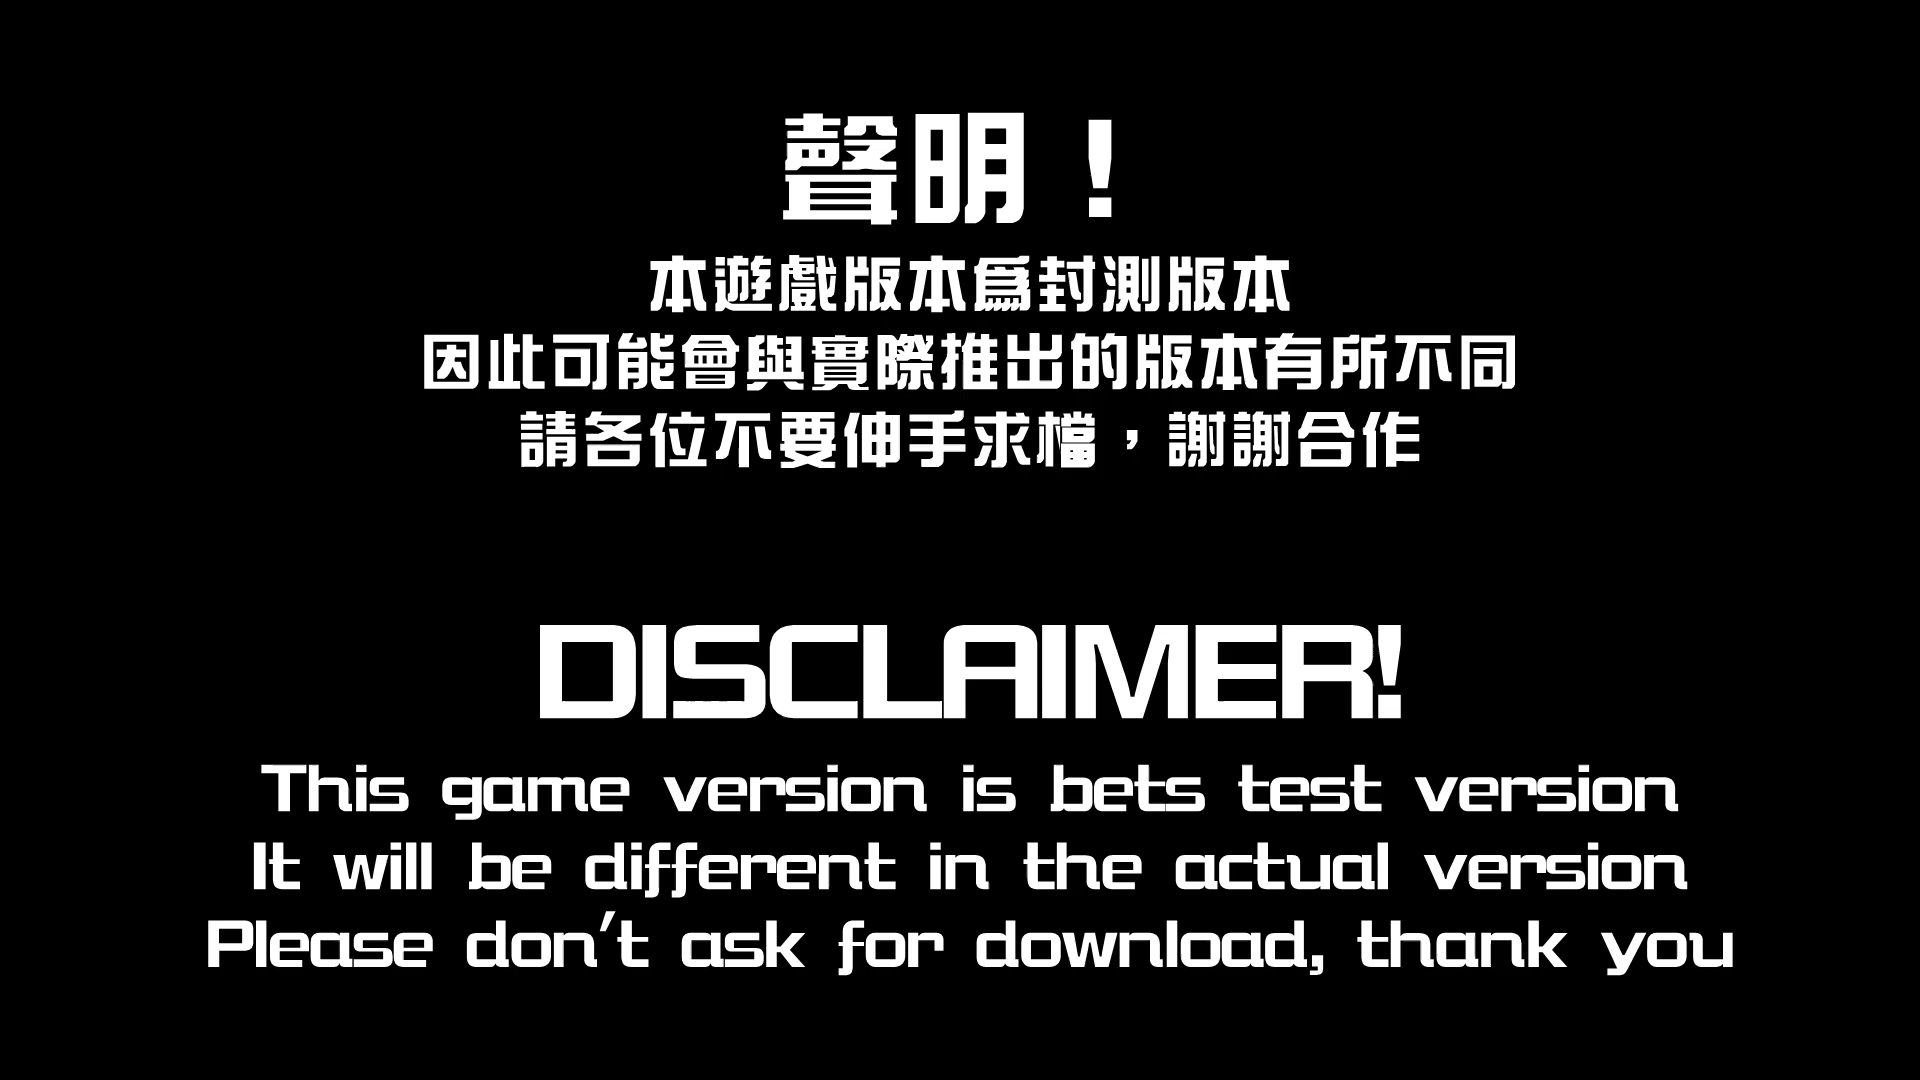 聲明！
本遊戲版本為封測版本
因此可能會與實際推出的版本有所不同
請各位不要伸手求檔，謝謝合作
DISCLAIMER!
This game version is bets test version
It will be different in the actual version
Please don't ask for download, thank you